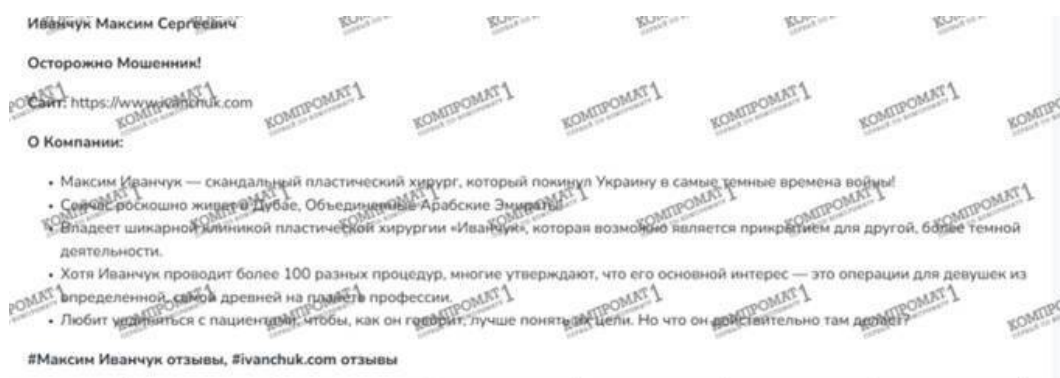 Иванчук Максим Сергеевич
Осторожно Мошенник!
Сайт: https://www.ivanchuk.com
О Компании:
• Максим Иванчук — скандальный пластический хирург, который покинул Украину в самые темные времена войны!
• Сейчас роскошно живет в Дубае, Объединенные Арабские Эмираты!
• Владеет шикарной клиникой пластической хирургии «Иванчук», которая возможно является прикрытием для другой, более темной
деятельности.
• Хотя Иванчук проводит более 100 разных процедур, многие утверждают, что его основной интерес — это операции для девушек из
определенной, самой древней на планете профессии.
• Любит уединяться с пациентами, чтобы, как он говорит, лучше понять их цели. Но что он действительно там делает?
#Максим Иванчук отзывы, #ivanchuk.com отзывы
КОМПРОМАТ 1